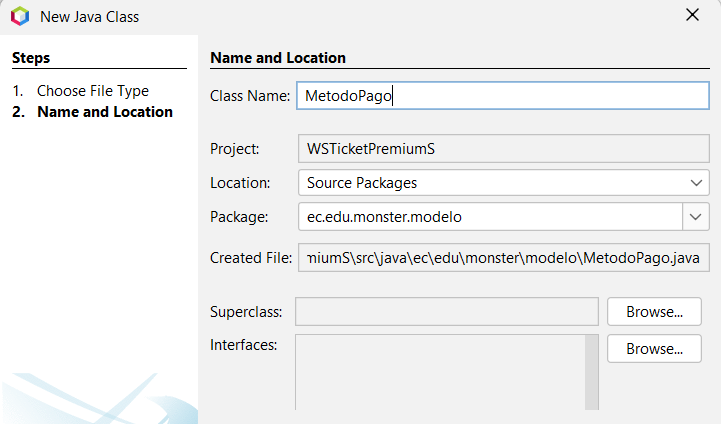 New Java Class
Steps
1. Choose File Type
2. Name and Location
Name and Location
Class Name: MetodoPago
Project: WSTicketPremiumS
Location: Source Packages
Package: ec.edu.monster.modelo
Created File: miumS\src\java\ec\edu\monster\modelo\MetodoPago.java
Superclass: Browse...
Interfaces: Browse...